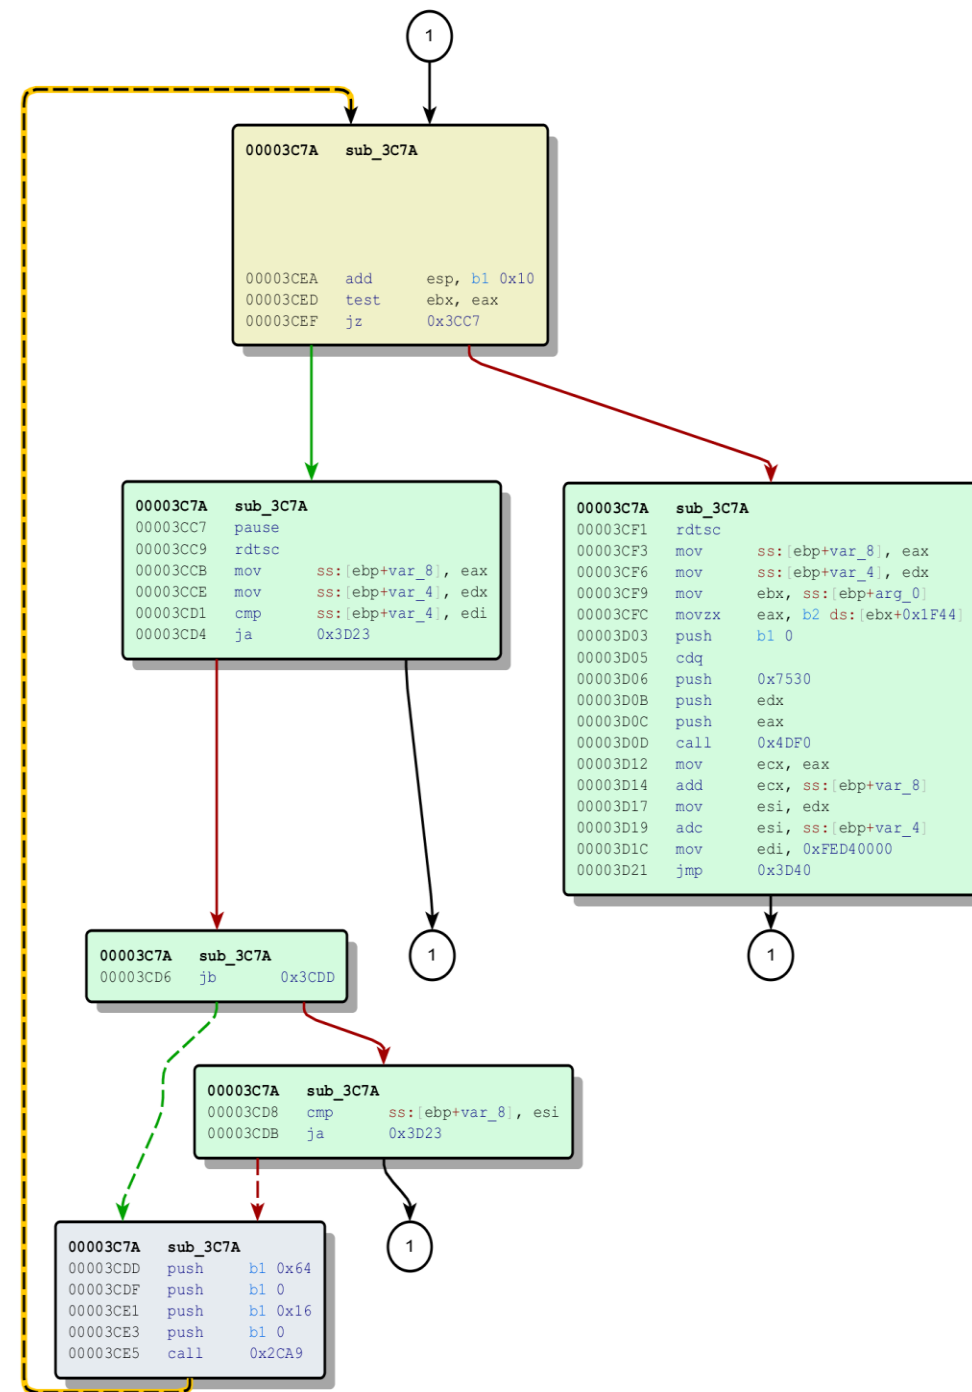 1
00003C7A sub_3C7A
00003CEA add esp, b1 0x10
00003CED test ebx, eax
00003CEF jz 0x3CC7
00003C7A sub_3C7A
00003CC7 pause
00003CC9 rdtsc
00003CCB mov ss:[ebp+var_8], eax
00003CCE mov ss:[ebp+var_4], edx
00003CD1 cmp ss:[ebp+var_4], edi
00003CD4 ja 0x3D23
00003C7A sub_3C7A
00003CF1 rdtsc
00003CF3 mov ss:[ebp+var_8], eax
00003CF6 mov ss:[ebp+var_4], edx
00003CF9 mov ebx, ss:[ebp+arg_0]
00003CFC movzx eax, b2 ds:[ebx+0x1F44]
00003D03 push b1 0
00003D05 cdq
00003D06 push 0x7530
00003D0B push edx
00003D0C push eax
00003D0D call 0x4DF0
00003D12 mov ecx, eax
00003D14 add ecx, ss:[ebp+var_8]
00003D17 mov esi, edx
00003D19 adc esi, ss:[ebp+var_4]
00003D1C mov edi, 0xFED40000
00003D21 jmp 0x3D40
1
1
00003C7A sub_3C7A
00003CD6 jb 0x3CDD
00003C7A sub_3C7A
00003CD8 cmp ss:[ebp+var_8], esi
00003CDB ja 0x3D23
1
00003C7A sub_3C7A
00003CDD push b1 0x64
00003CDF push b1 0
00003CE1 push b1 0x16
00003CE3 push b1 0
00003CE5 call 0x2CA9